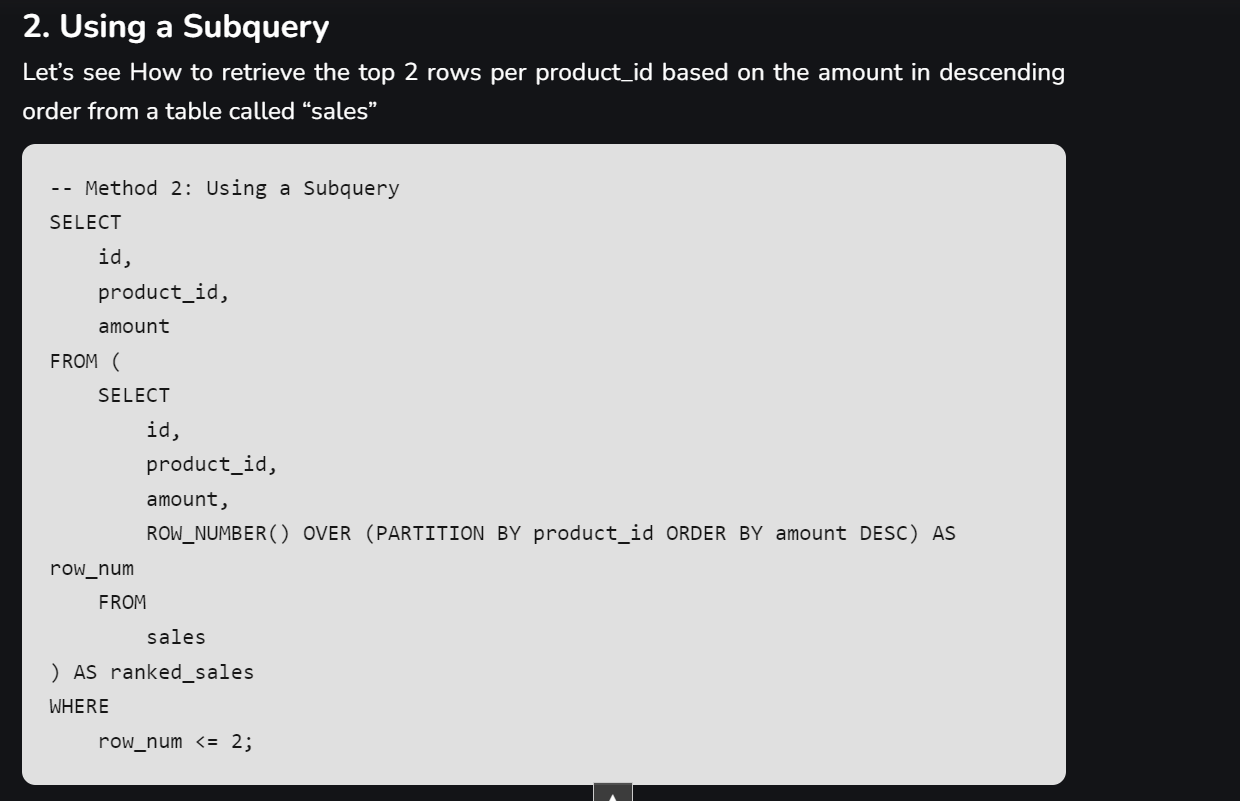 2. Using a Subquery
Let’s see How to retrieve the top 2 rows per product_id based on the amount in descending
order from a table called “sales”
-- Method 2: Using a Subquery
SELECT
    id,
    product_id,
    amount
FROM (
    SELECT
        id,
        product_id,
        amount,
        ROW_NUMBER() OVER (PARTITION BY product_id ORDER BY amount DESC) AS
row_num
    FROM
        sales
) AS ranked_sales
WHERE
    row_num <= 2;